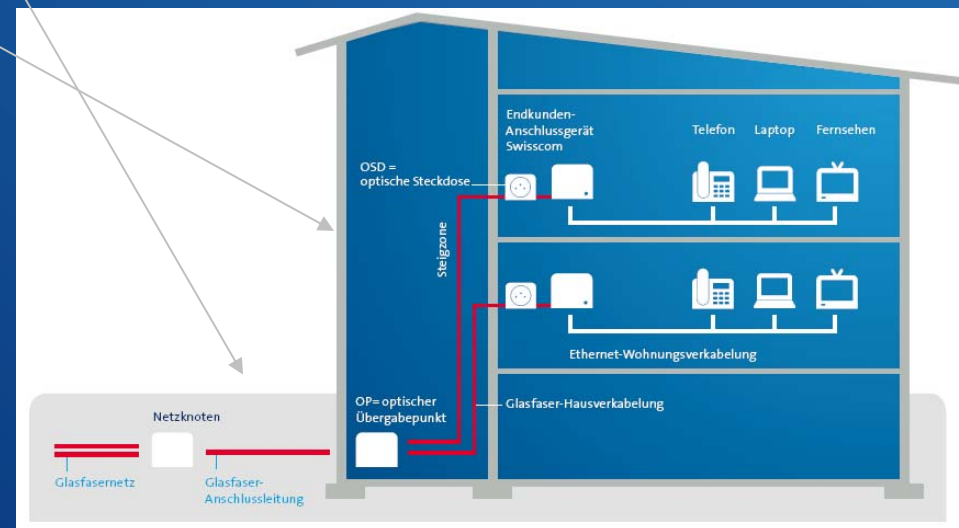 Endkunden-
Anschlussgerät
Swisscom
Telefon Laptop Fernsehen
OSD =
optische Steckdose
Steigzone
Ethernet-Wohnungsverkabelung
OP= optischer
Übergabepunkt
Glasfaser-Hausverkabelung
Netzknoten
Glasfasernetz
Glasfaser-
Anschlussleitung